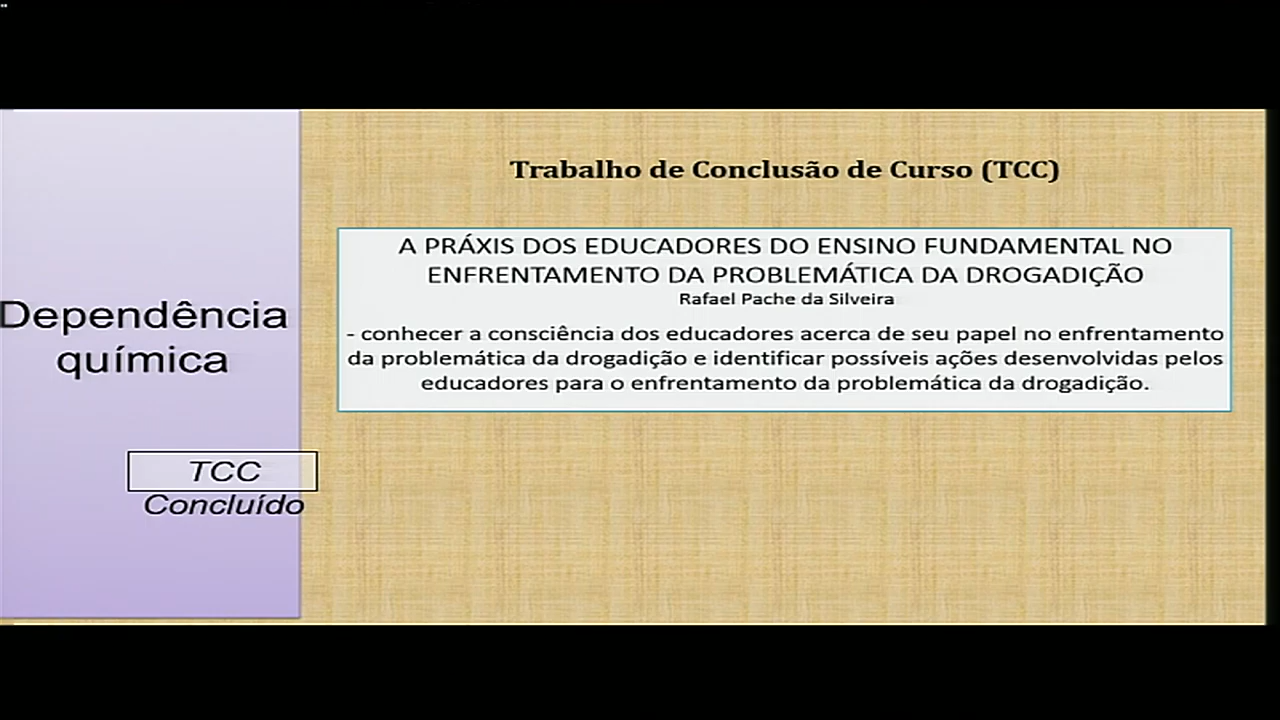 Dependência
química
TCC
Concluído
Trabalho de Conclusão de Curso (TCC)
A PRÁXIS DOS EDUCADORES DO ENSINO FUNDAMENTAL NO
ENFRENTAMENTO DA PROBLEMÁTICA DA DROGADIÇÃO
Rafael Pache da Silveira
- conhecer a consciência dos educadores acerca de seu papel no enfrentamento
da problemática da drogadição e identificar possíveis ações desenvolvidas pelos
educadores para o enfrentamento da problemática da drogadição.